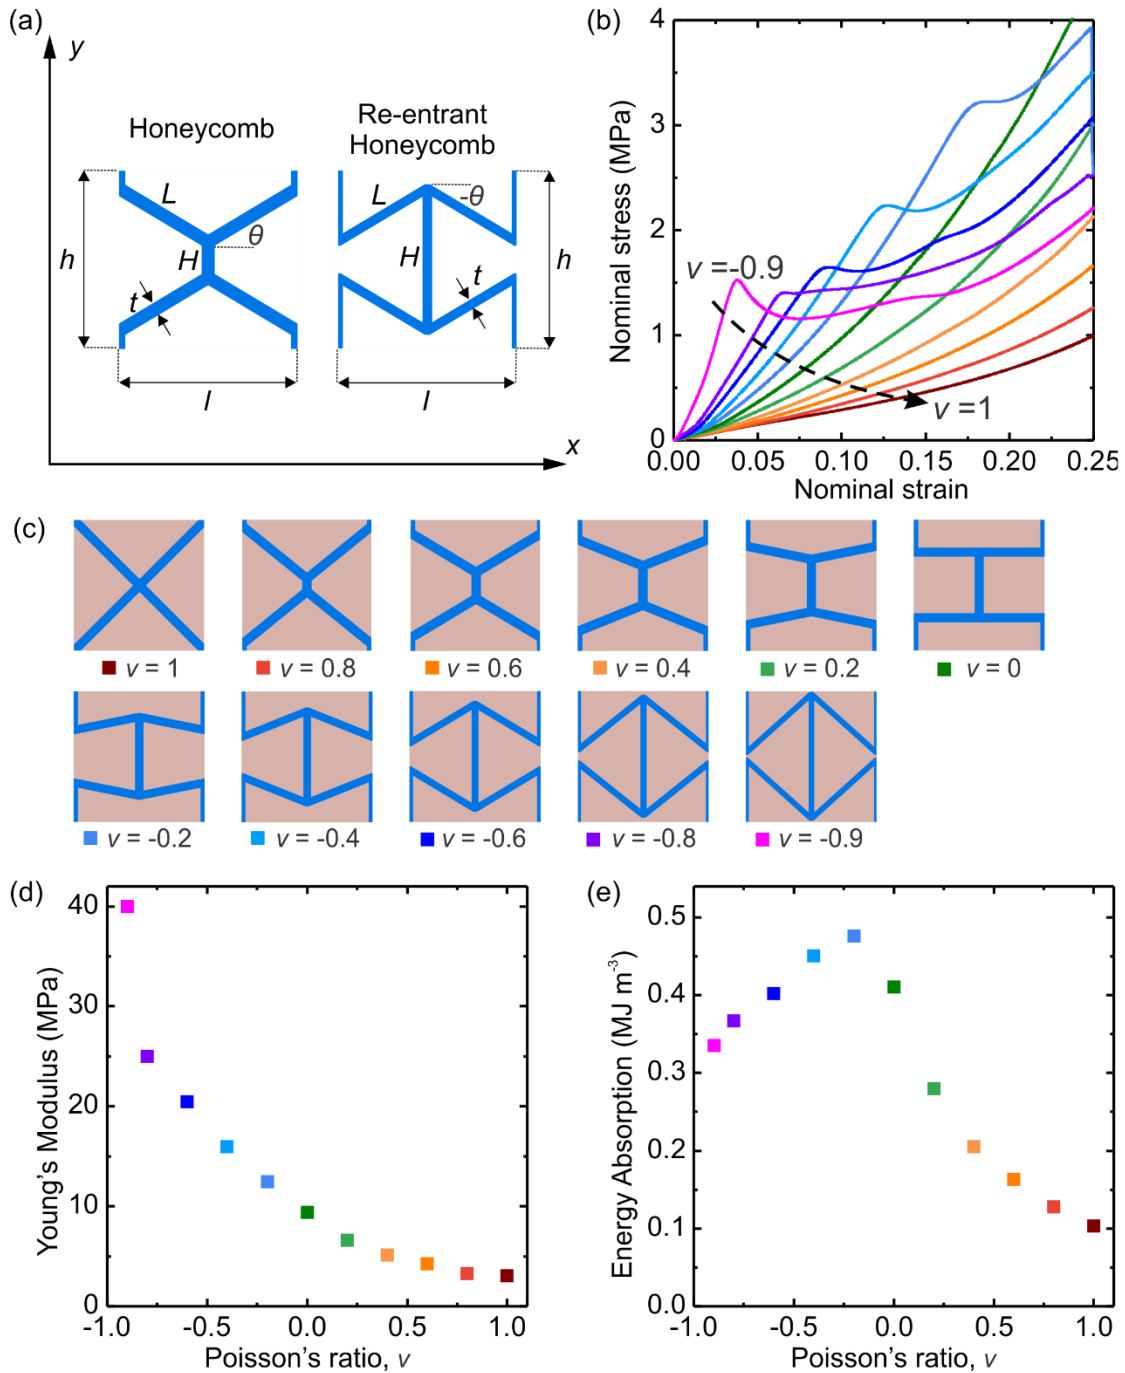 (a)
y
Honeycomb
Re-entrant
Honeycomb
L
θ
H
h
t
l
L
-θ
H
h
t
l
x
(b)
Nominal stress (MPa)
4
3
2
1
0
v =-0.9
v =1
0.00 0.05 0.10 0.15 0.20 0.25
Nominal strain
(c)
v = 1 v = 0.8 v = 0.6 v = 0.4 v = 0.2 v = 0
v = -0.2 v = -0.4 v = -0.6 v = -0.8 v = -0.9
(d)
Young's Modulus (MPa)
40
30
20
10
0
-1.0 -0.5 0.0 0.5 1.0
Poisson's ratio, v
(e)
Energy Absorption (MJ m⁻³)
0.5
0.4
0.3
0.2
0.1
0.0
-1.0 -0.5 0.0 0.5 1.0
Poisson's ratio, v